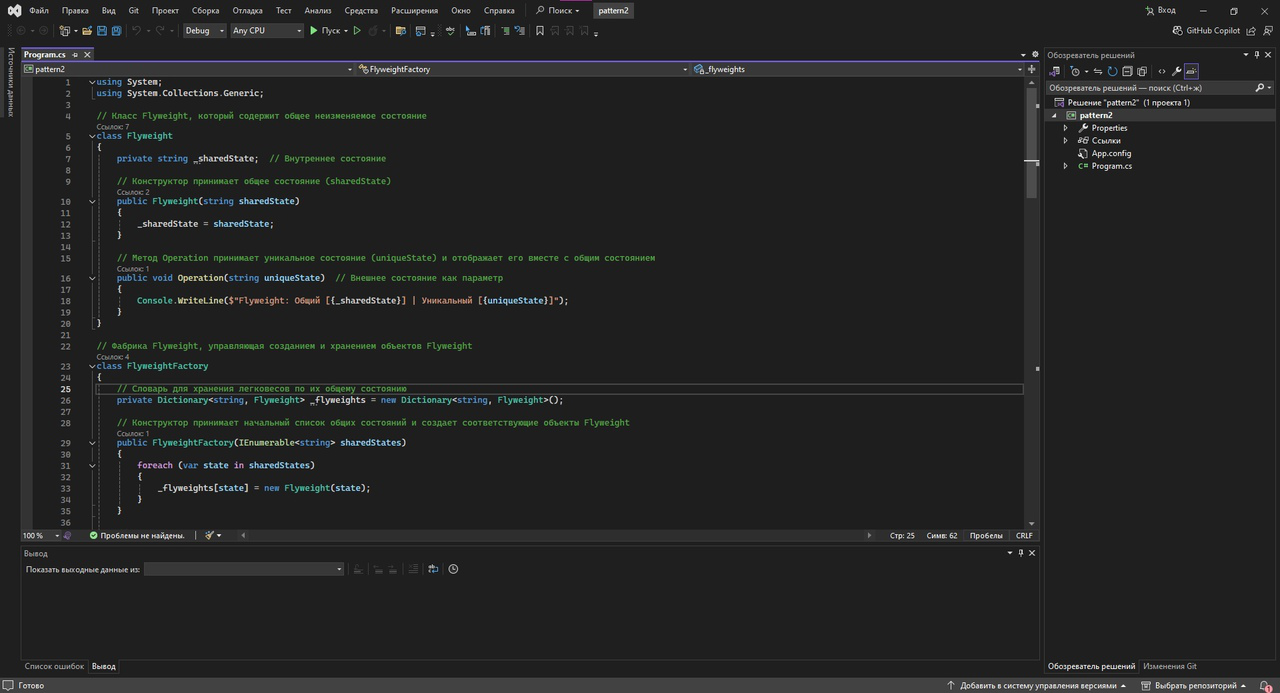 Файл Правка Вид Git Проект Сборка Отладка Тест Анализ Средства Расширения Окно Справка Поиск pattern2 Вход
Debug Any CPU Пуск GitHub Copilot
Источники данных
Program.cs
pattern2 FlyweightFactory _flyweights
1 using System;
2 using System.Collections.Generic;
3
4 // Класс Flyweight, который содержит общее неизменяемое состояние
Ссылок: 7
5 class Flyweight
6 {
7 private string _sharedState; // Внутреннее состояние
8
9 // Конструктор принимает общее состояние (sharedState)
Ссылок: 2
10 public Flyweight(string sharedState)
11 {
12 _sharedState = sharedState;
13 }
14
15 // Метод Operation принимает уникальное состояние (uniqueState) и отображает его вместе с общим состоянием
Ссылок: 1
16 public void Operation(string uniqueState) // Внешнее состояние как параметр
17 {
18 Console.WriteLine($"Flyweight: Общий [{_sharedState}] | Уникальный [{uniqueState}]");
19 }
20 }
21
22 // Фабрика Flyweight, управляющая созданием и хранением объектов Flyweight
Ссылок: 4
23 class FlyweightFactory
24 {
25 // Словарь для хранения легковесов по их общему состоянию
26 private Dictionary<string, Flyweight> _flyweights = new Dictionary<string, Flyweight>();
27
28 // Конструктор принимает начальный список общих состояний и создает соответствующие объекты Flyweight
Ссылок: 1
29 public FlyweightFactory(IEnumerable<string> sharedStates)
30 {
31 foreach (var state in sharedStates)
32 {
33 _flyweights[state] = new Flyweight(state);
34 }
35 }
36
100 % Проблемы не найдены. Стр: 25 Симв: 62 Пробелы CRLF
Вывод
Показать выходные данные из:
Список ошибок Вывод
Обозреватель решений
Обозреватель решений — поиск (Ctrl+ж)
Решение "pattern2" (1 проекта 1)
pattern2
Properties
Ссылки
App.config
C# Program.cs
Обозреватель решений Изменения Git
Готово Добавить в систему управления версиями Выбрать репозиторий 1